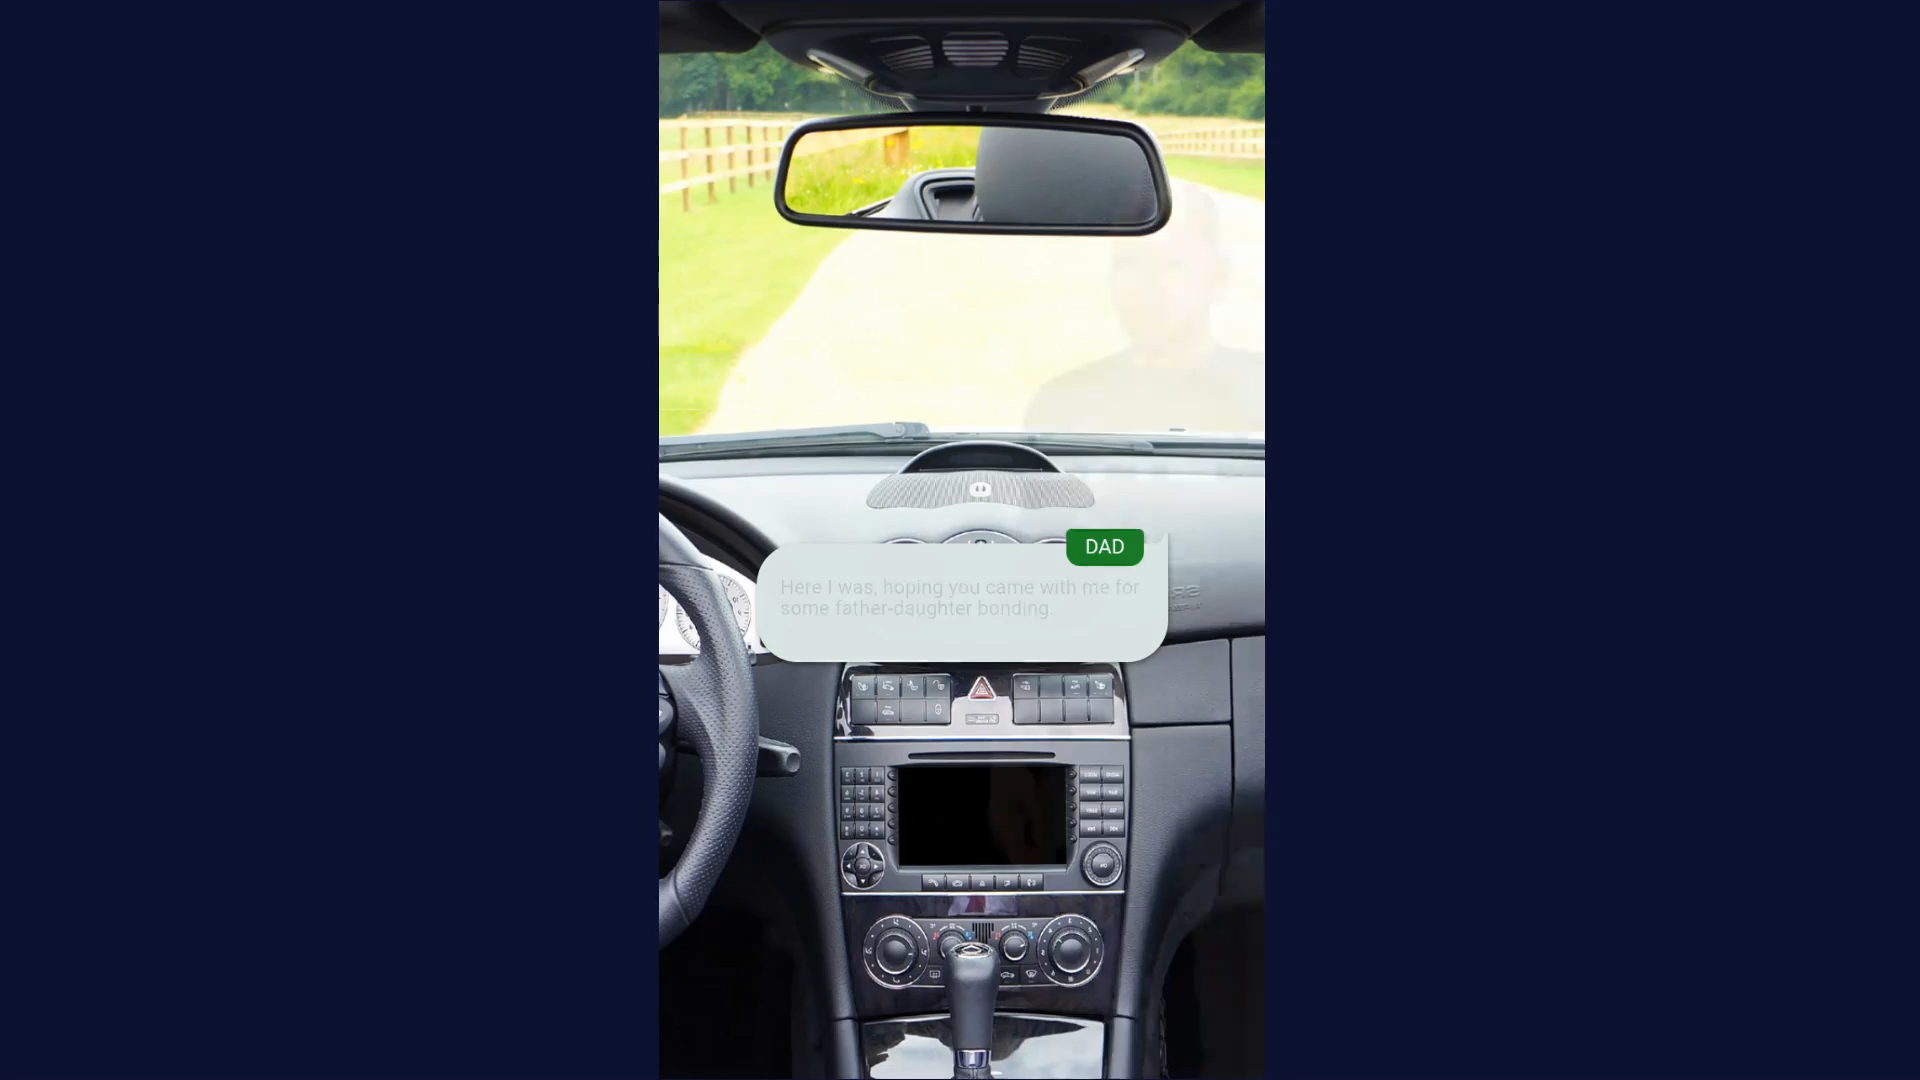 DAD
Here I was, hoping you came with me for
some father-daughter bonding.